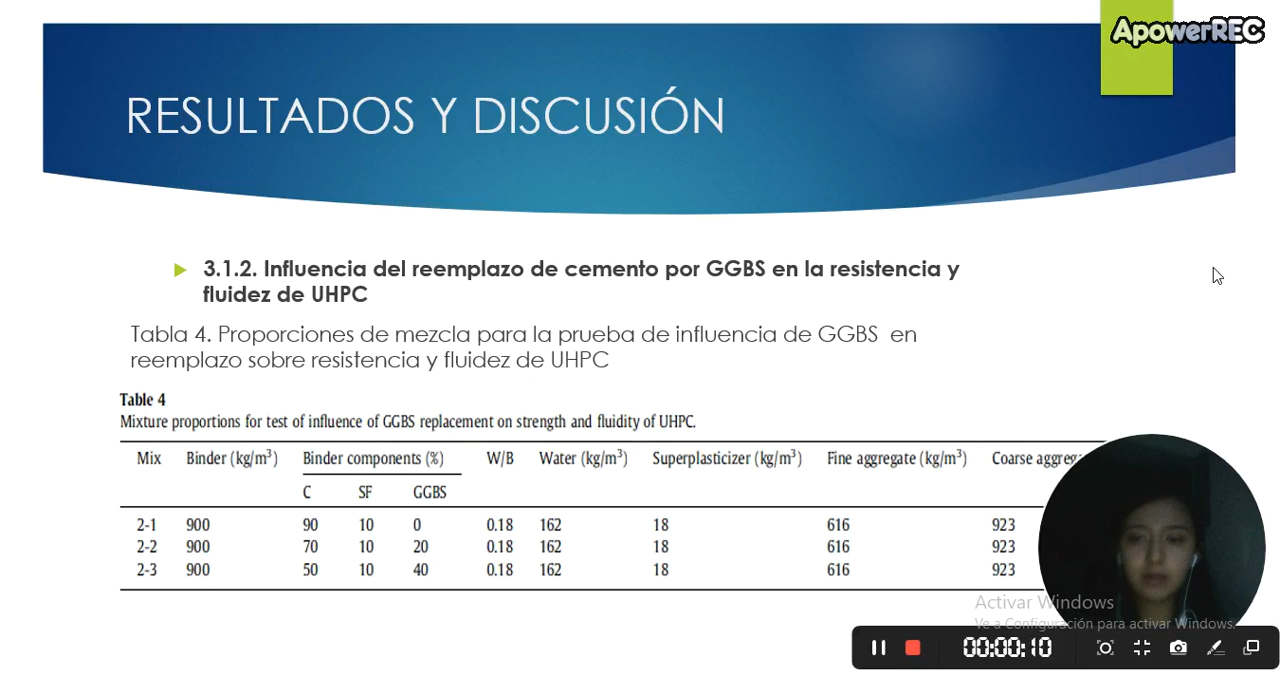 ApowerREC
RESULTADOS Y DISCUSIÓN
3.1.2. Influencia del reemplazo de cemento por GGBS en la resistencia y
fluidez de UHPC
Tabla 4. Proporciones de mezcla para la prueba de influencia de GGBS en
reemplazo sobre resistencia y fluidez de UHPC
Table 4
Mixture proportions for test of influence of GGBS replacement on strength and fluidity of UHPC.
Mix Binder (kg/m³) Binder components (%) W/B Water (kg/m³) Superplasticizer (kg/m³) Fine aggregate (kg/m³) Coarse
C SF GGBS
2-1 900 90 10 0 0.18 162 18 616 923
2-2 900 70 10 20 0.18 162 18 616 923
2-3 900 50 10 40 0.18 162 18 616 923
Activar Windows
Ve a Configuración para activar Windows.
00:00:10